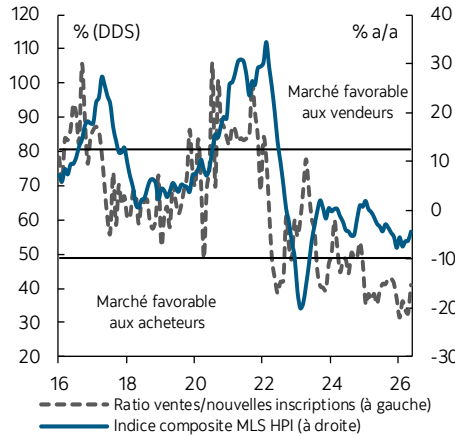 120
110
100
90
80
70
60
50
40
30
20
% (DDS)
% a/a
40
30
20
10
0
-10
-20
-30
Marché favorable
aux vendeurs
Marché favorable
aux acheteurs
16 18 20 22 24 26
Ratio ventes/nouvelles inscriptions (à gauche)
Indice composite MLS HPI (à droite)